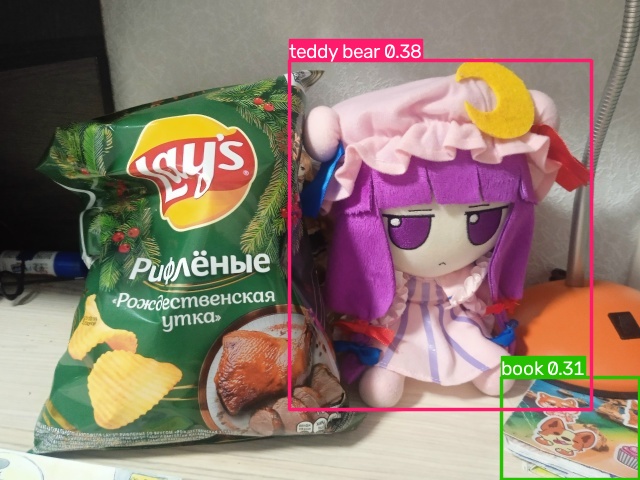 teddy bear 0.38
Lay's
Рифлёные
«Рождественская
утка»
book 0.31